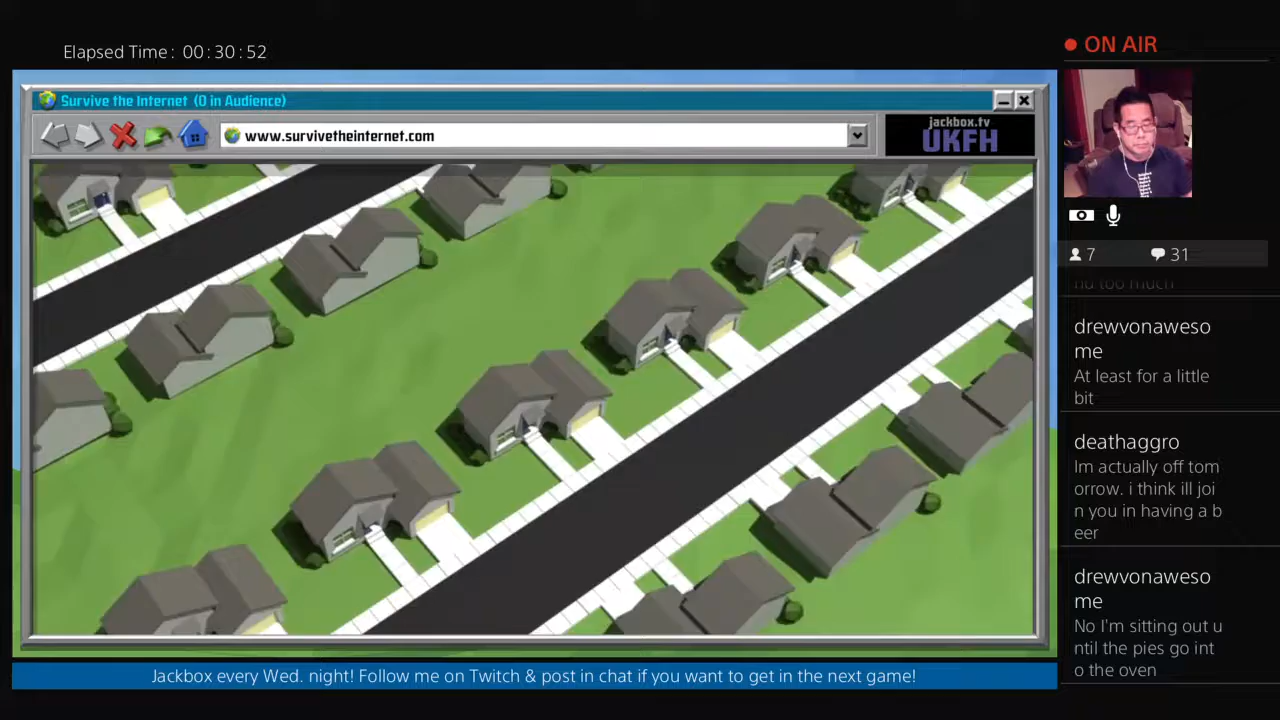 Elapsed Time: 00:30:52
ON AIR
Survive the Internet (0 in Audience)
www.survivetheinternet.com
jackbox.tv
UKFH
7
31
drewvonaweso
me
At least for a little
bit
deathaggro
Im actually off tom
orrow. i think ill joi
n you in having a b
eer
drewvonaweso
me
No I'm sitting out u
ntil the pies go int
o the oven
Jackbox every Wed. night! Follow me on Twitch & post in chat if you want to get in the next game!